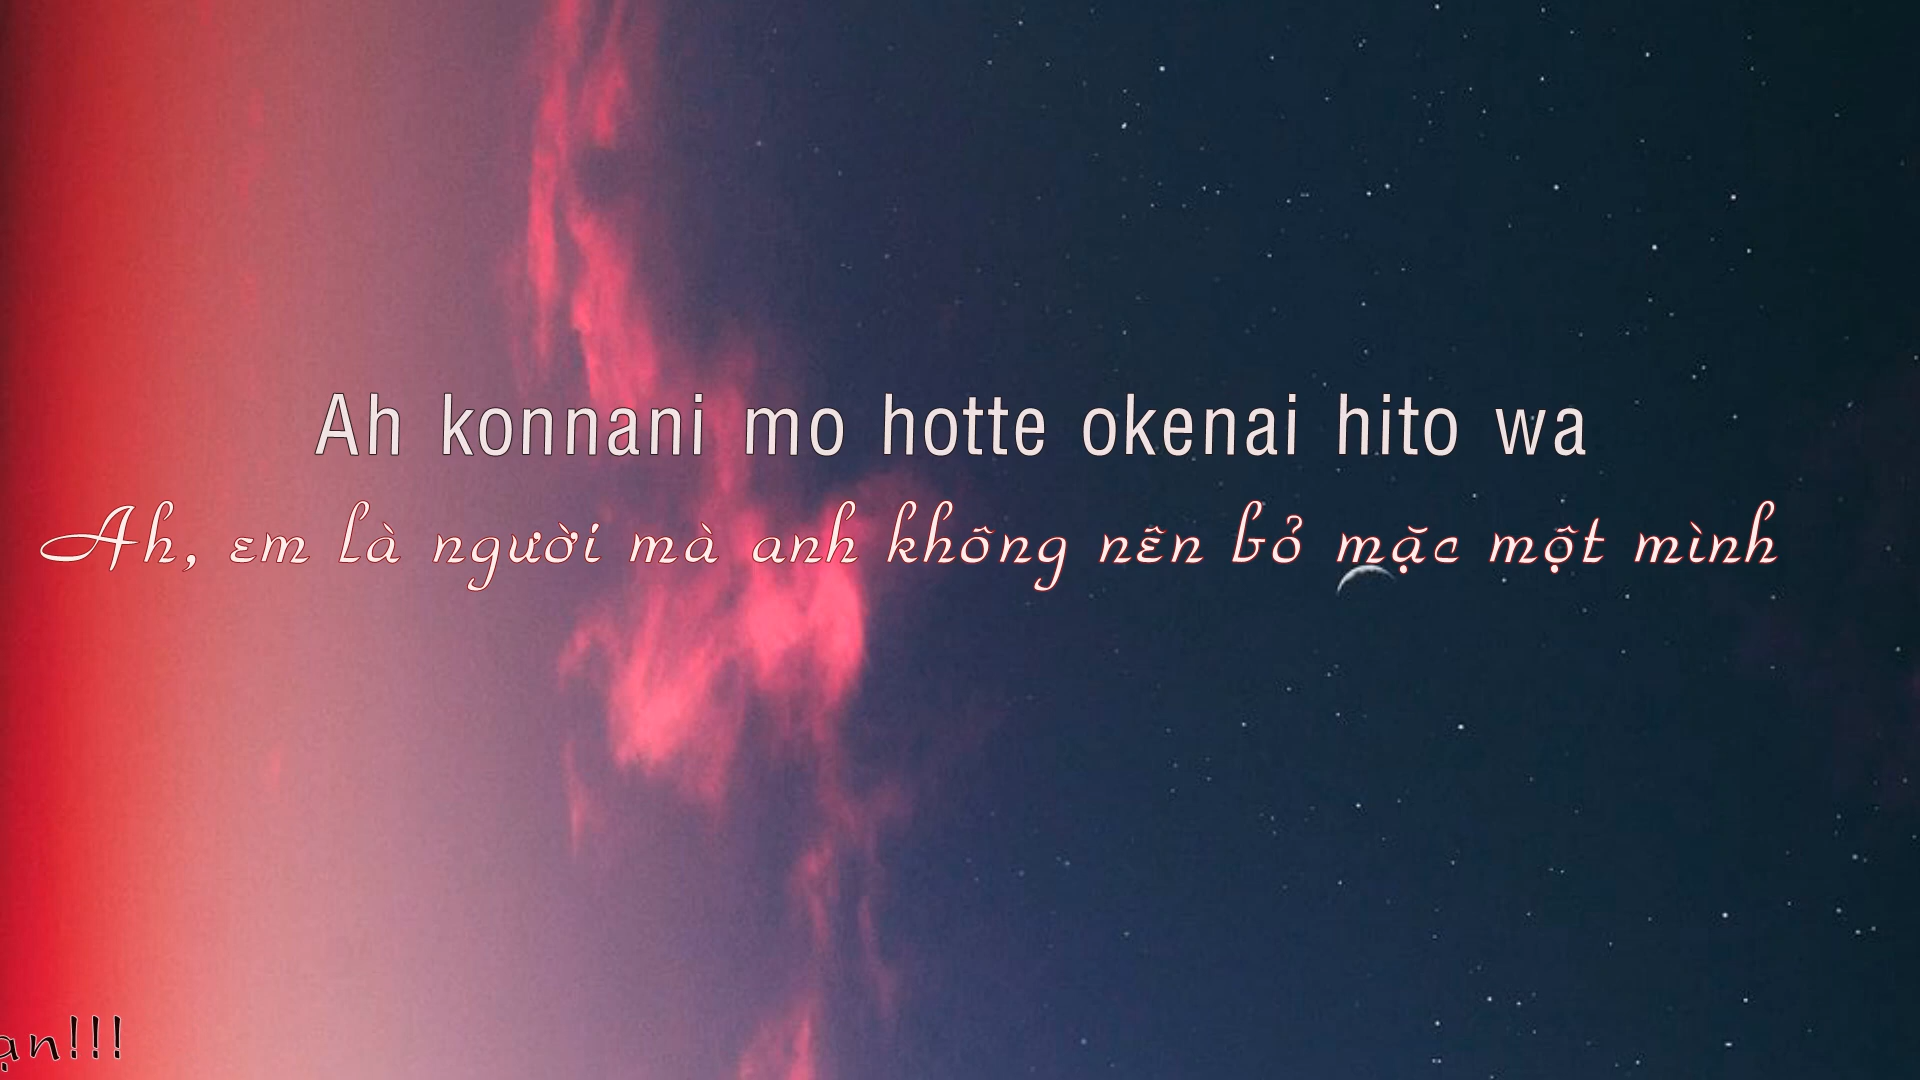 Ah konnani mo hotte okenai hito wa
Ah, em là người mà anh không nên bỏ mặc một mình
ạn!!!